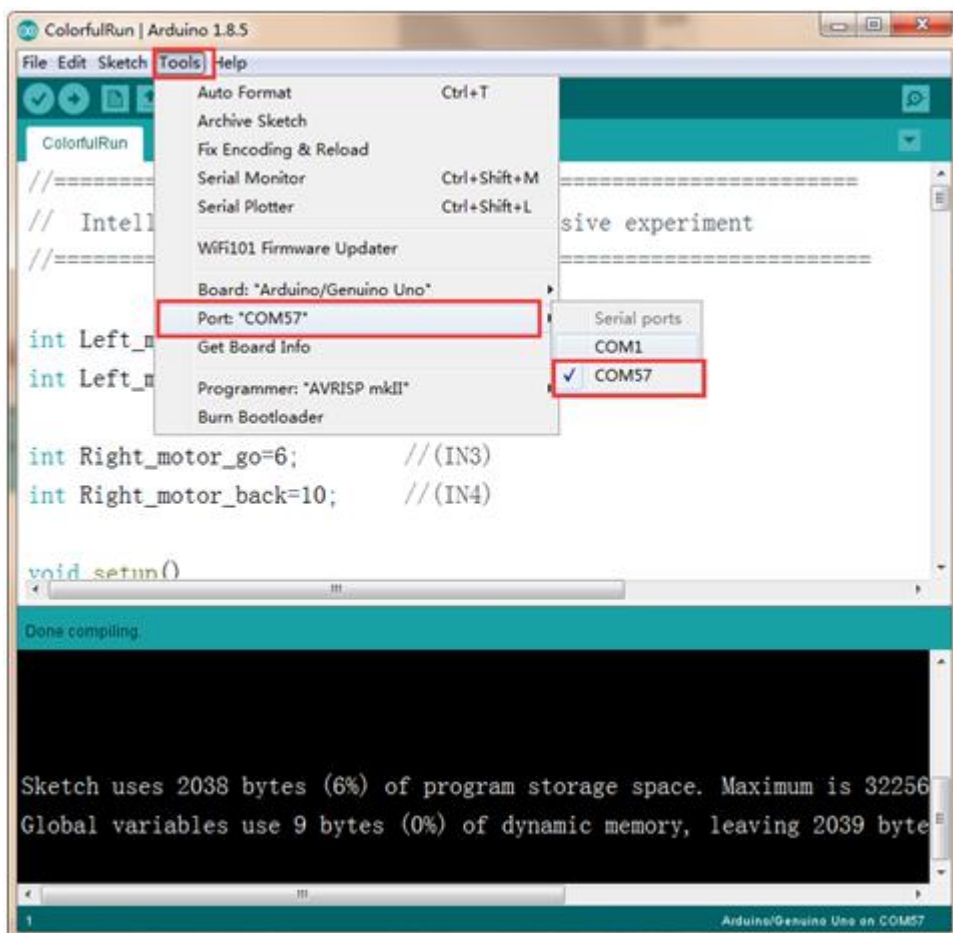 ColorfulRun | Arduino 1.8.5
File Edit Sketch Tools Help
Auto Format Ctrl+T
Archive Sketch
ColorfulRun
Fix Encoding & Reload
Serial Monitor Ctrl+Shift+M
//======== =======================
Serial Plotter Ctrl+Shift+L
// Intell sive experiment
WiFi101 Firmware Updater
//======== ========================
Board: "Arduino/Genuino Uno"
Port: "COM57" Serial ports
int Left_m
Get Board Info COM1
int Left_m
Programmer: "AVRISP mkII" ✓ COM57
Burn Bootloader
int Right_motor_go=6; //(IN3)
int Right_motor_back=10; //(IN4)
void setup()
Done compiling.
Sketch uses 2038 bytes (6%) of program storage space. Maximum is 32256
Global variables use 9 bytes (0%) of dynamic memory, leaving 2039 byte
1 Arduino/Genuino Uno on COM57